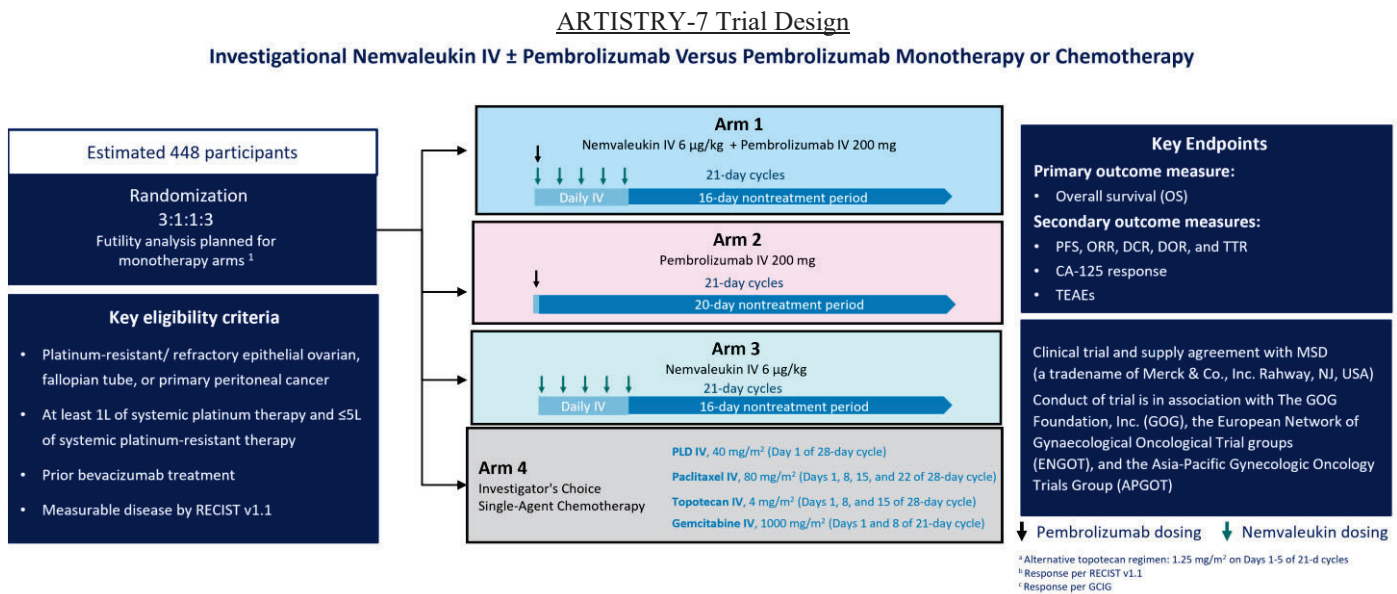 ARTISTRY-7 Trial Design
Investigational Nemvaleukin IV ± Pembrolizumab Versus Pembrolizumab Monotherapy or Chemotherapy
Estimated 448 participants
Randomization
3:1:1:3
Futility analysis planned for
monotherapy arms ¹
Key eligibility criteria
• Platinum-resistant/ refractory epithelial ovarian,
fallopian tube, or primary peritoneal cancer
• At least 1L of systemic platinum therapy and ≤5L
of systemic platinum-resistant therapy
• Prior bevacizumab treatment
• Measurable disease by RECIST v1.1
Arm 1
Nemvaleukin IV 6 µg/kg + Pembrolizumab IV 200 mg
21-day cycles
Daily IV
16-day nontreatment period
Arm 2
Pembrolizumab IV 200 mg
21-day cycles
20-day nontreatment period
Arm 3
Nemvaleukin IV 6 µg/kg
21-day cycles
Daily IV
16-day nontreatment period
Arm 4
Investigator's Choice
Single-Agent Chemotherapy
PLD IV, 40 mg/m² (Day 1 of 28-day cycle)
Paclitaxel IV, 80 mg/m² (Days 1, 8, 15, and 22 of 28-day cycle)
Topotecan IV, 4 mg/m² (Days 1, 8, and 15 of 28-day cycle)
Gemcitabine IV, 1000 mg/m² (Days 1 and 8 of 21-day cycle)
Key Endpoints
Primary outcome measure:
• Overall survival (OS)
Secondary outcome measures:
• PFS, ORR, DCR, DOR, and TTR
• CA-125 response
• TEAEs
Clinical trial and supply agreement with MSD
(a tradename of Merck & Co., Inc. Rahway, NJ, USA)
Conduct of trial is in association with The GOG
Foundation, Inc. (GOG), the European Network of
Gynaecological Oncological Trial groups
(ENGOT), and the Asia-Pacific Gynecologic Oncology
Trials Group (APGOT)
Pembrolizumab dosing
Nemvaleukin dosing
ᵃ Alternative topotecan regimen: 1.25 mg/m² on Days 1-5 of 21-d cycles
ᵇ Response per RECIST v1.1
ᶜ Response per GCIG